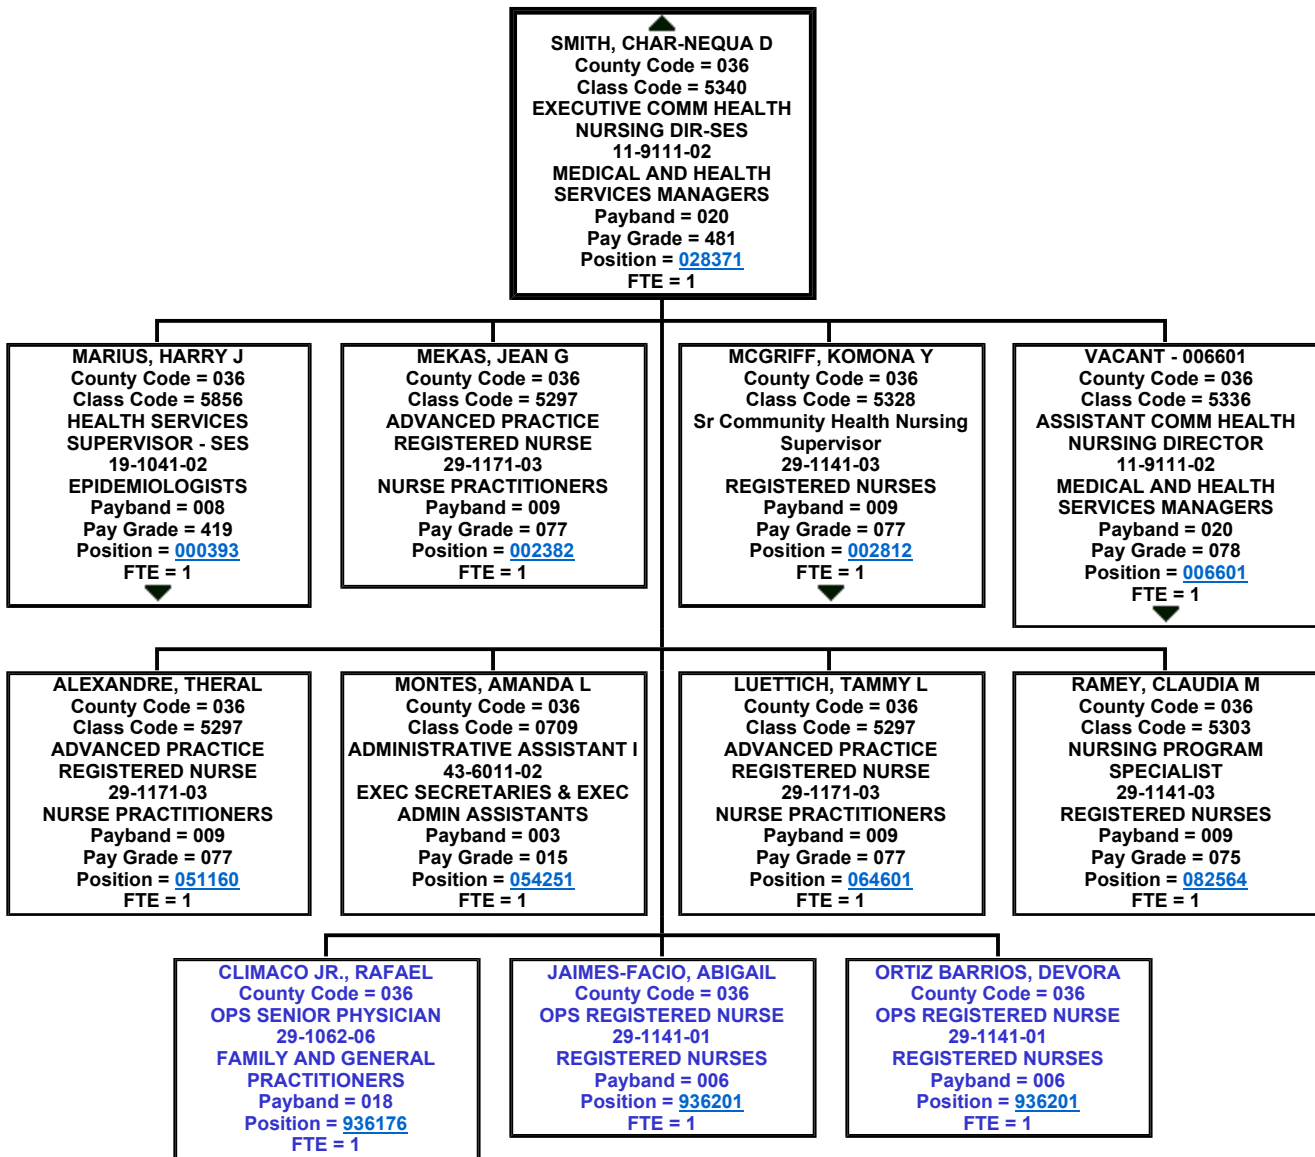 SMITH, CHAR-NEQUA D
County Code = 036
Class Code = 5340
EXECUTIVE COMM HEALTH
NURSING DIR-SES
11-9111-02
MEDICAL AND HEALTH
SERVICES MANAGERS
Payband = 020
Pay Grade = 481
Position = 028371
FTE = 1
MARIUS, HARRY J
County Code = 036
Class Code = 5856
HEALTH SERVICES
SUPERVISOR - SES
19-1041-02
EPIDEMIOLOGISTS
Payband = 008
Pay Grade = 419
Position = 000393
FTE = 1
MEKAS, JEAN G
County Code = 036
Class Code = 5297
ADVANCED PRACTICE
REGISTERED NURSE
29-1171-03
NURSE PRACTITIONERS
Payband = 009
Pay Grade = 077
Position = 002382
FTE = 1
MCGRIFF, KOMONA Y
County Code = 036
Class Code = 5328
Sr Community Health Nursing
Supervisor
29-1141-03
REGISTERED NURSES
Payband = 009
Pay Grade = 077
Position = 002812
FTE = 1
VACANT - 006601
County Code = 036
Class Code = 5336
ASSISTANT COMM HEALTH
NURSING DIRECTOR
11-9111-02
MEDICAL AND HEALTH
SERVICES MANAGERS
Payband = 020
Pay Grade = 078
Position = 006601
FTE = 1
ALEXANDRE, THERAL
County Code = 036
Class Code = 5297
ADVANCED PRACTICE
REGISTERED NURSE
29-1171-03
NURSE PRACTITIONERS
Payband = 009
Pay Grade = 077
Position = 051160
FTE = 1
MONTES, AMANDA L
County Code = 036
Class Code = 0709
ADMINISTRATIVE ASSISTANT I
43-6011-02
EXEC SECRETARIES & EXEC
ADMIN ASSISTANTS
Payband = 003
Pay Grade = 015
Position = 054251
FTE = 1
LUETTICH, TAMMY L
County Code = 036
Class Code = 5297
ADVANCED PRACTICE
REGISTERED NURSE
29-1171-03
NURSE PRACTITIONERS
Payband = 009
Pay Grade = 077
Position = 064601
FTE = 1
RAMEY, CLAUDIA M
County Code = 036
Class Code = 5303
NURSING PROGRAM
SPECIALIST
29-1141-03
REGISTERED NURSES
Payband = 009
Pay Grade = 075
Position = 082564
FTE = 1
CLIMACO JR., RAFAEL
County Code = 036
OPS SENIOR PHYSICIAN
29-1062-06
FAMILY AND GENERAL
PRACTITIONERS
Payband = 018
Position = 936176
FTE = 1
JAIMES-FACIO, ABIGAIL
County Code = 036
OPS REGISTERED NURSE
29-1141-01
REGISTERED NURSES
Payband = 006
Position = 936201
FTE = 1
ORTIZ BARRIOS, DEVORA
County Code = 036
OPS REGISTERED NURSE
29-1141-01
REGISTERED NURSES
Payband = 006
Position = 936201
FTE = 1